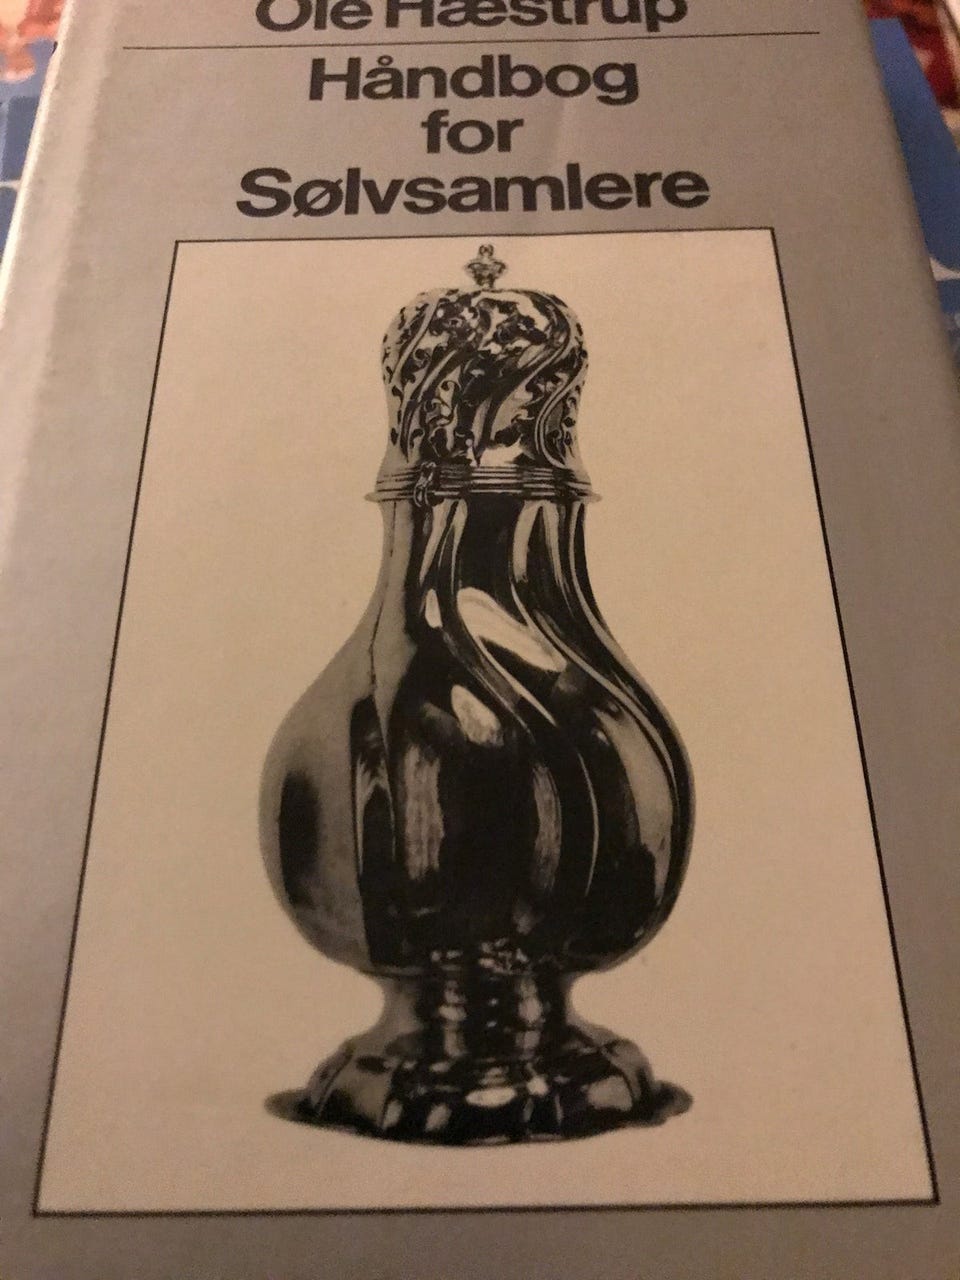 Ole Hæstrup
Håndbog
for
Sølvsamlere